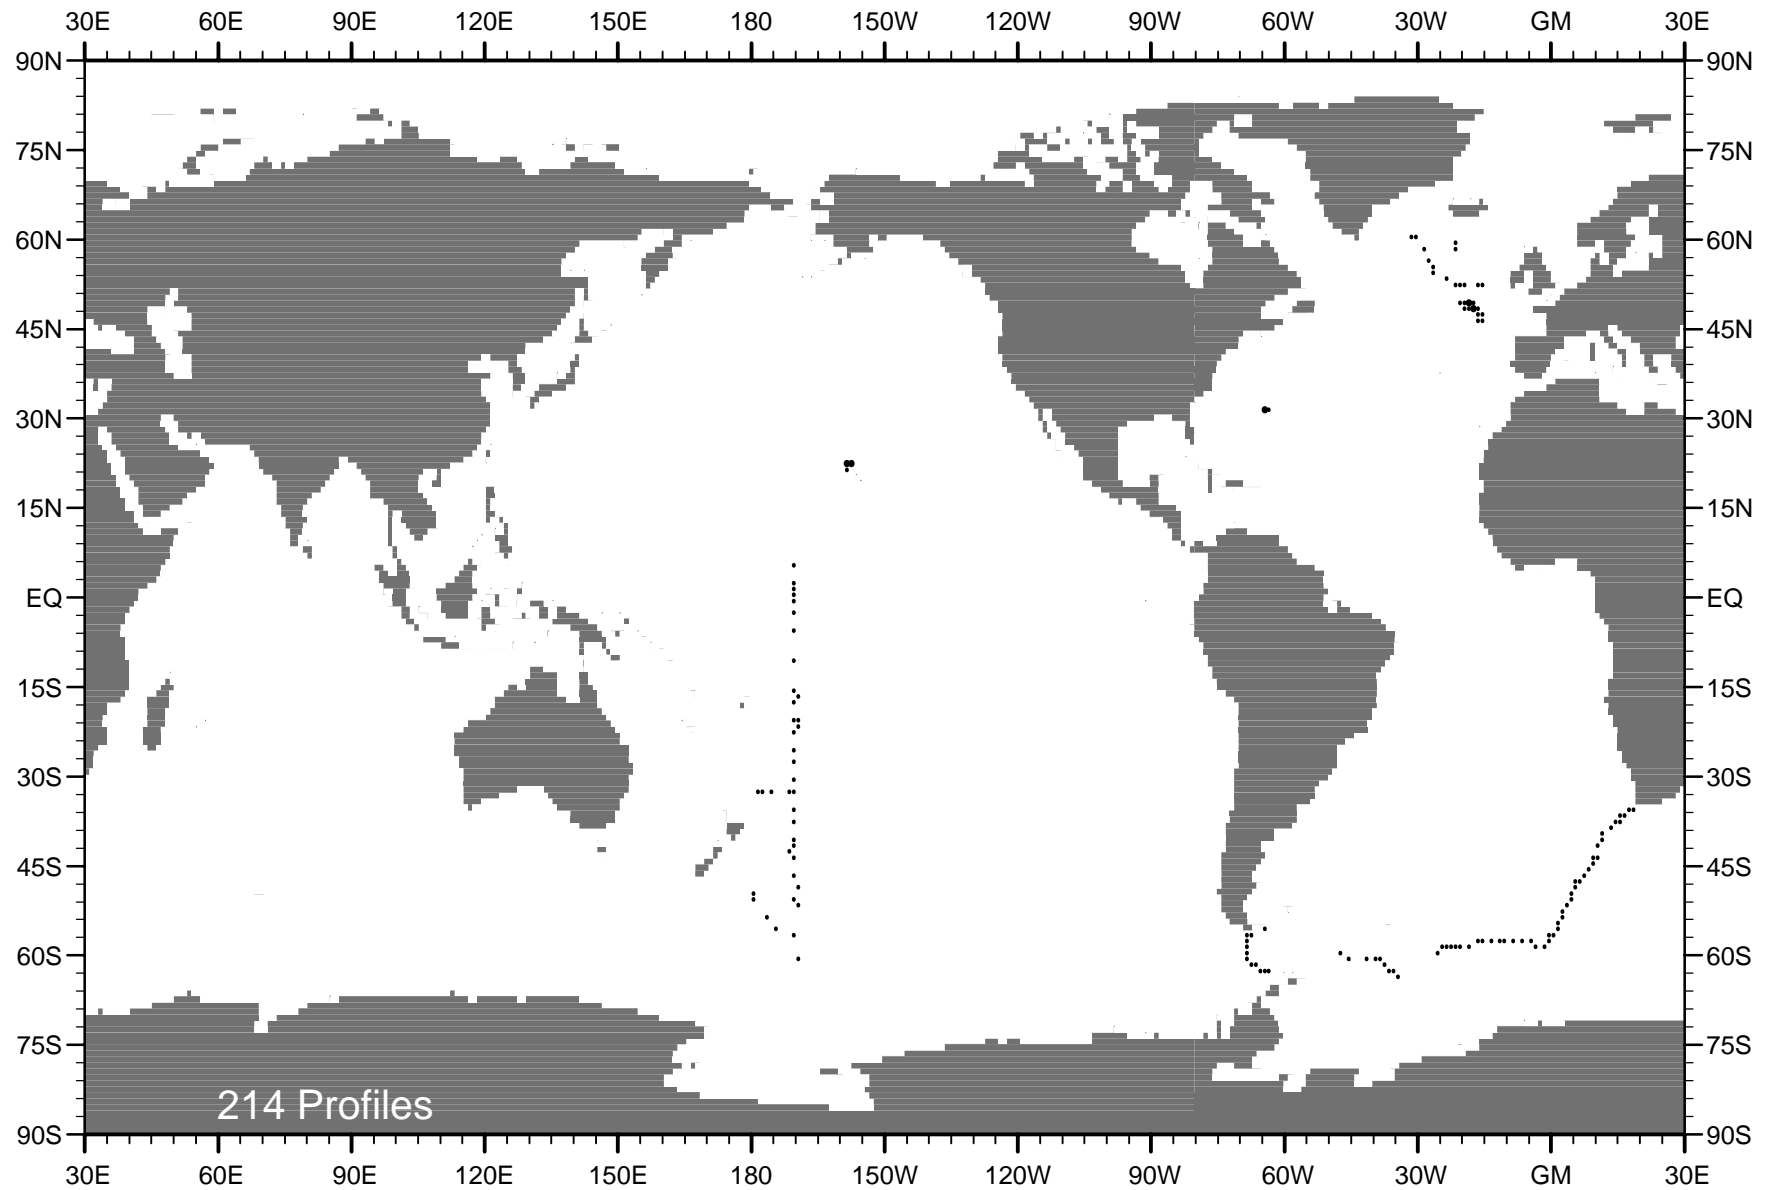 30E 60E 90E 120E 150E 180 150W 120W 90W 60W 30W GM 30E
90N 90N
75N 75N
60N 60N
45N 45N
30N 30N
15N 15N
EQ EQ
15S 15S
30S 30S
45S 45S
60S 60S
75S 75S
214 Profiles
90S 90S
30E 60E 90E 120E 150E 180 150W 120W 90W 60W 30W GM 30E